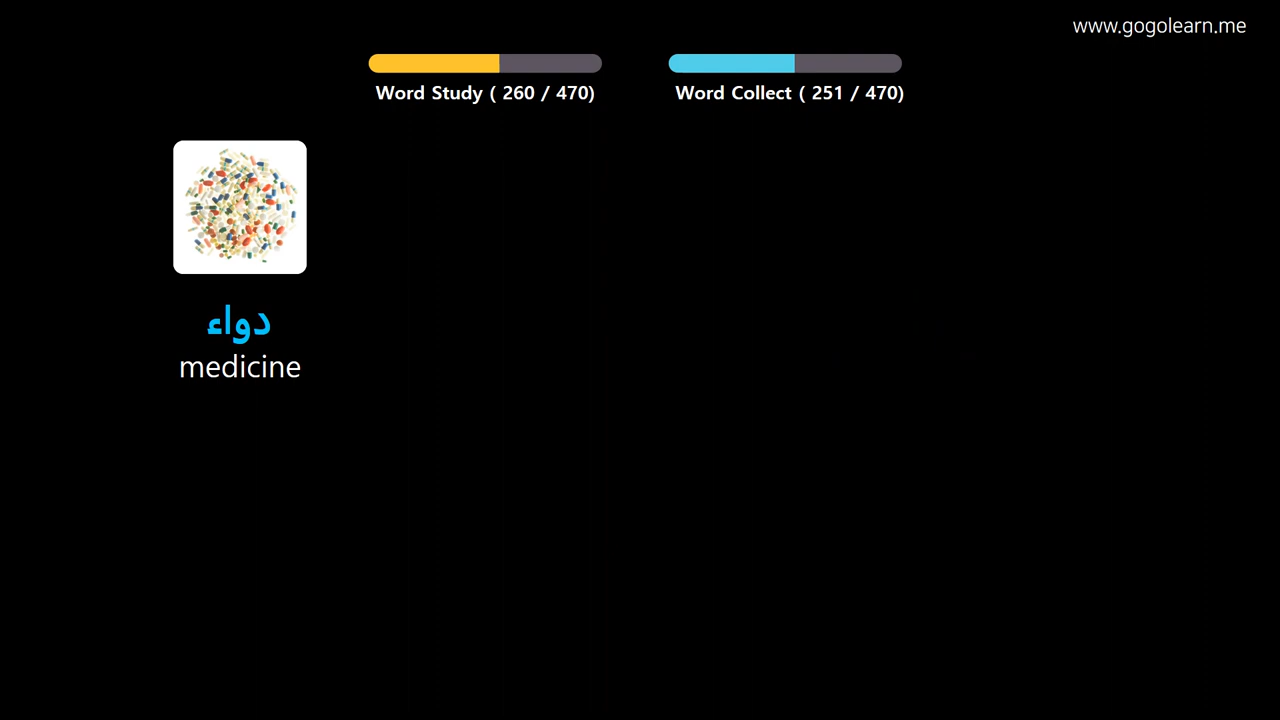 www.gogolearn.me
Word Study ( 260 / 470)
Word Collect ( 251 / 470)
دواء
medicine